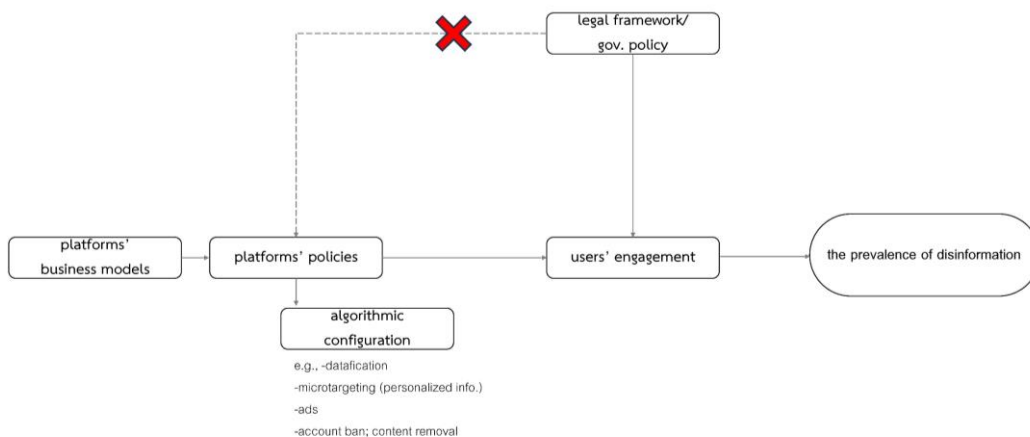 legal framework/
gov. policy
platforms’
business models
platforms’ policies
users’ engagement
the prevalence of disinformation
algorithmic
configuration
e.g., -datafication
-microtargeting (personalized info.)
-ads
-account ban; content removal